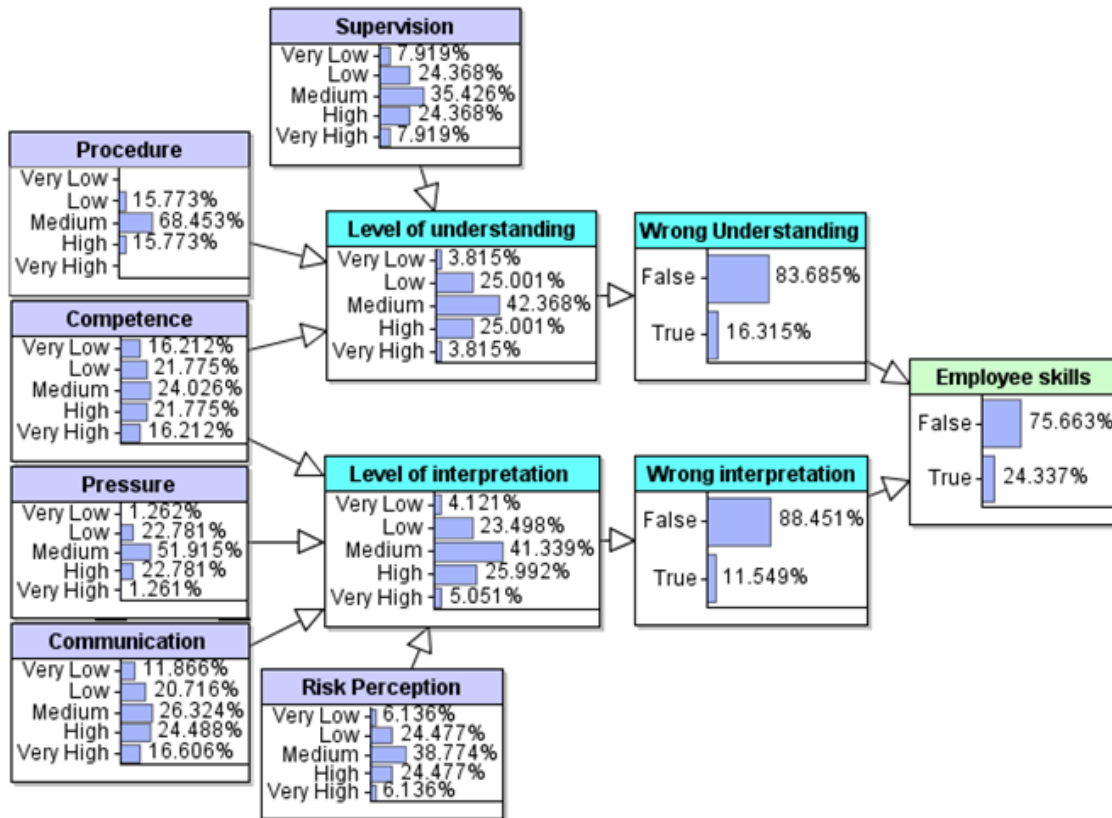 Supervision
Very Low 7.919%
Low 24.368%
Medium 35.426%
High 24.368%
Very High 7.919%
Procedure
Very Low
Low 15.773%
Medium 68.453%
High 15.773%
Very High
Level of understanding
Very Low 3.815%
Low 25.001%
Medium 42.368%
High 25.001%
Very High 3.815%
Wrong Understanding
False 83.685%
True 16.315%
Competence
Very Low 16.212%
Low 21.775%
Medium 24.026%
High 21.775%
Very High 16.212%
Employee skills
False 75.663%
True 24.337%
Pressure
Very Low 1.262%
Low 22.781%
Medium 51.915%
High 22.781%
Very High 1.261%
Level of interpretation
Very Low 4.121%
Low 23.498%
Medium 41.339%
High 25.992%
Very High 5.051%
Wrong interpretation
False 88.451%
True 11.549%
Communication
Very Low 11.866%
Low 20.716%
Medium 26.324%
High 24.488%
Very High 16.606%
Risk Perception
Very Low 6.136%
Low 24.477%
Medium 38.774%
High 24.477%
Very High 6.136%